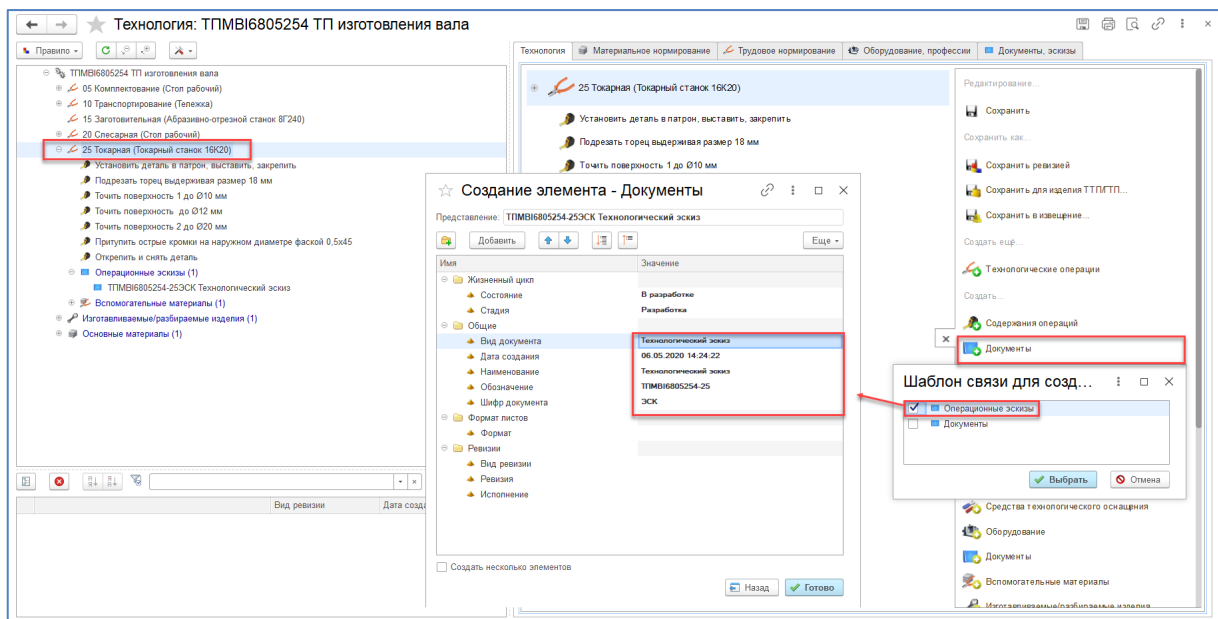 Технология: ТПМВІ6805254 ТП изготовления вала
Правило
Технология
Материальное нормирование
Трудовое нормирование
Оборудование, профессии
Документы, эскизы
ТПМВІ6805254 ТП изготовления вала
05 Комплектование (Стол рабочий)
10 Транспортирование (Тележка)
15 Заготовительная (Абразивно-отрезной станок 8Г240)
20 Слесарная (Стол рабочий)
25 Токарная (Токарный станок 16К20)
Установить деталь в патрон, выставить, закрепить
Подрезать торец выдерживая размер 18 мм
Точить поверхность 1 до Ø10 мм
Точить поверхность до Ø12 мм
Точить поверхность 2 до Ø20 мм
Притупить острые кромки на наружном диаметре фаской 0,5х45
Открепить и снять деталь
Операционные эскизы (1)
ТПМВІ6805254-25ЭСК Технологический эскиз
Вспомогательные материалы (1)
Изготавливаемые/разбираемые изделия (1)
Основные материалы (1)
Вид ревизии
Дата созда
25 Токарная (Токарный станок 16К20)
Установить деталь в патрон, выставить, закрепить
Подрезать торец выдерживая размер 18 мм
Точить поверхность 1 до Ø10 мм
Создание элемента - Документы
Представление: ТПМВІ6805254-25ЭСК Технологический эскиз
Добавить
Еще
Имя
Значение
Жизненный цикл
Состояние
В разработке
Стадия
Разработка
Общие
Вид документа
Технологический эскиз
Дата создания
06.05.2020 14:24:22
Наименование
Технологический эскиз
Обозначение
ТПМВІ6805254-25
Шифр документа
ЭСК
Формат листов
Формат
Ревизии
Вид ревизии
Ревизия
Исполнение
Создать несколько элементов
Назад
Готово
Редактирование...
Сохранить
Сохранить как...
Сохранить ревизией
Сохранить для изделия ТТП/ГТП...
Сохранить в извещение...
Создать ещё...
Технологические операции
Создать...
Содержания операций
Документы
Шаблон связи для созд...
Операционные эскизы
Документы
Выбрать
Отмена
Средства технологического оснащения
Оборудование
Документы
Вспомогательные материалы
Изготавливаемые/разбираемые изделия